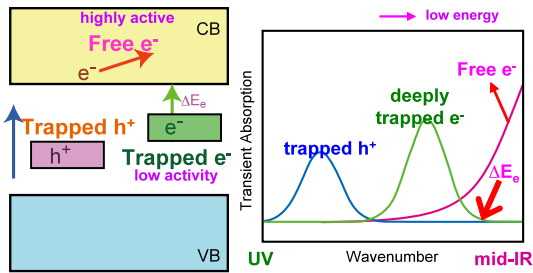 highly active
CB
Free e-
e-
ΔEe
Trapped h+
e-
h+
Trapped e-
low activity
VB
low energy
Transient Absorption
Free e-
deeply
trapped e-
trapped h+
ΔEe
Wavenumber
UV
mid-IR